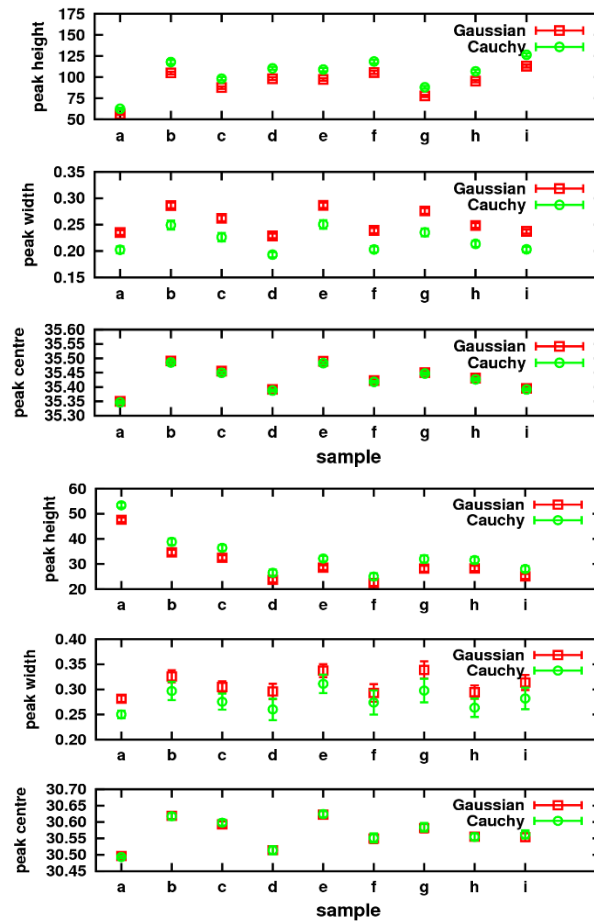 175
150
125
100
75
50
peak height
Gaussian
Cauchy
a b c d e f g h i
0.35
0.30
0.25
0.20
0.15
peak width
Gaussian
Cauchy
a b c d e f g h i
35.60
35.55
35.50
35.45
35.40
35.35
35.30
peak centre
Gaussian
Cauchy
a b c d e f g h i
sample
60
50
40
30
20
peak height
Gaussian
Cauchy
a b c d e f g h i
0.40
0.35
0.30
0.25
0.20
peak width
Gaussian
Cauchy
a b c d e f g h i
30.70
30.65
30.60
30.55
30.50
30.45
peak centre
Gaussian
Cauchy
a b c d e f g h i
sample